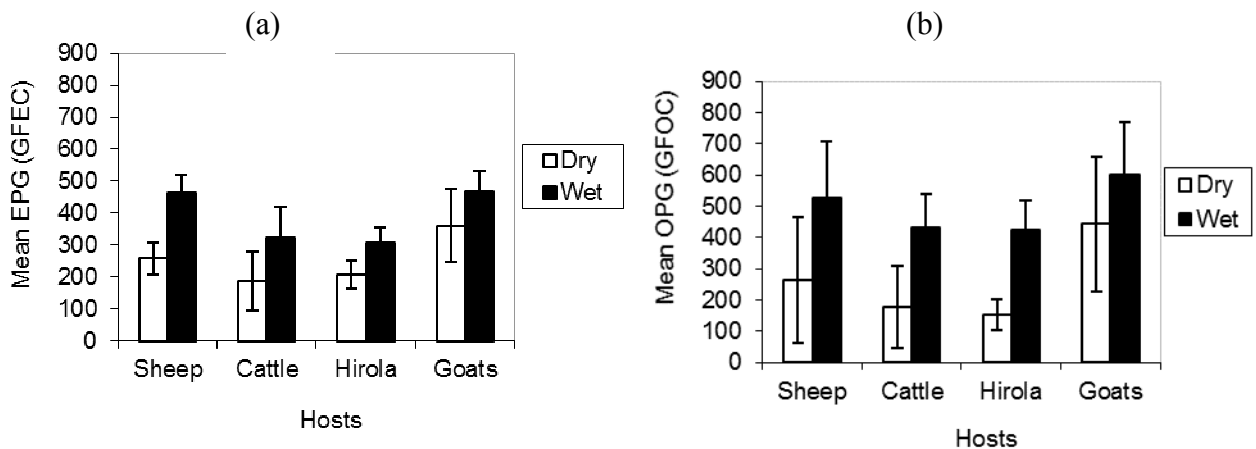 (a)
Mean EPG (GFEC)
900
800
700
600
500
400
300
200
100
0
Sheep Cattle Hirola Goats
Hosts
Dry
Wet
(b)
Mean OPG (GFOC)
900
800
700
600
500
400
300
200
100
0
Sheep Cattle Hirola Goats
Hosts
Dry
Wet